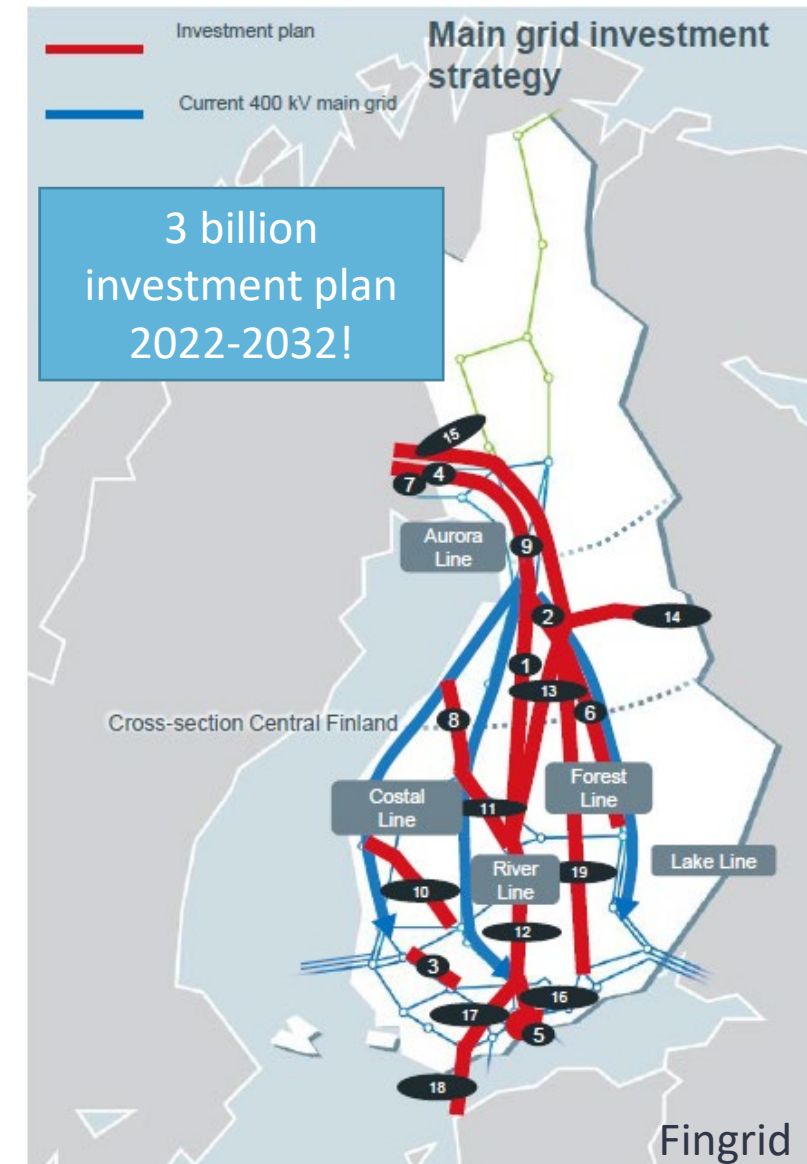 Investment plan
Current 400 kV main grid
Main grid investment
strategy
3 billion
investment plan
2022-2032!
15
4
7
Aurora
Line
9
2
14
1
13
6
8
Cross-section Central Finland
Costal
Line
11
Forest
Line
10
River
Line
19
Lake Line
12
3
16
17
5
18
Fingrid